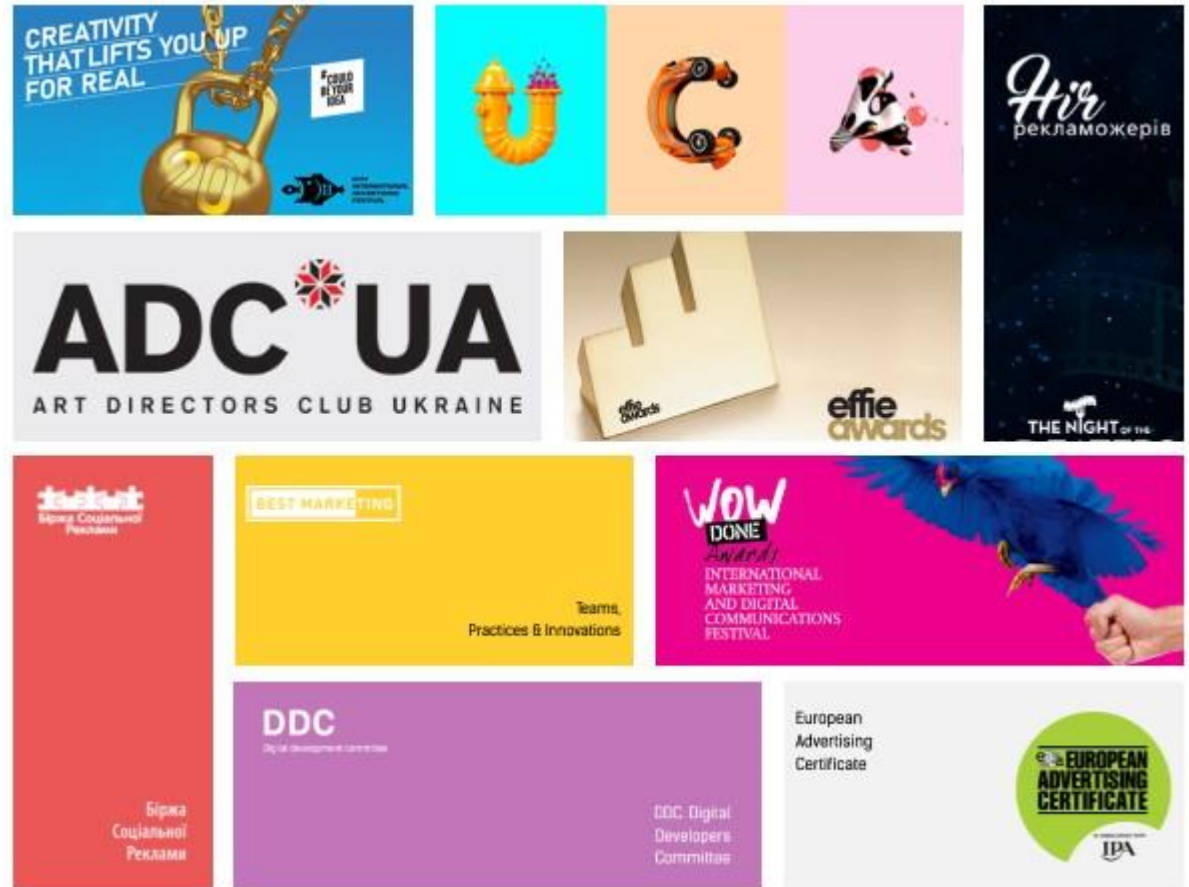 CREATIVITY
THAT LIFTS YOU UP
FOR REAL
#COULD
BE YOUR
IDEA
20
INTERNATIONAL
ADVERTISING
FESTIVAL
U C A
Ніч
рекламожерів
THE NIGHT OF THE
ADC*UA
ART DIRECTORS CLUB UKRAINE
effie
awards
effie
awards
Біржа Соціальної
Реклами
Біржа
Соціальної
Реклами
BEST MARKETING
Teams,
Practices & Innovations
WOW
DONE
Awards
INTERNATIONAL
MARKETING
AND DIGITAL
COMMUNICATIONS
FESTIVAL
DDC
Digital development committee
DDC. Digital
Developers
Committee
European
Advertising
Certificate
EUROPEAN
ADVERTISING
CERTIFICATE
IPA